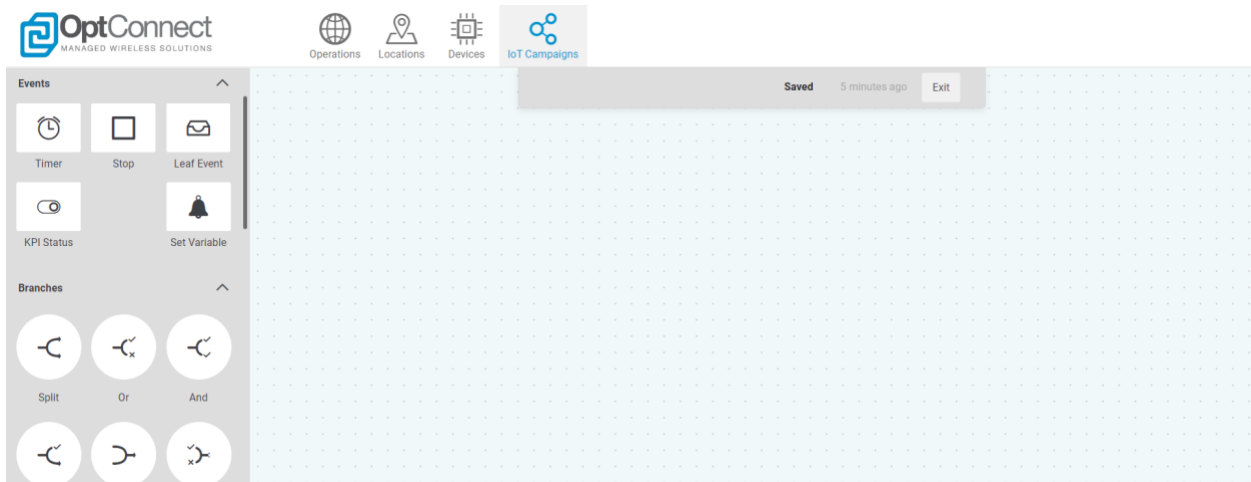 OptConnect
MANAGED WIRELESS SOLUTIONS
Operations
Locations
Devices
IoT Campaigns
Saved
5 minutes ago
Exit
Events
Timer
Stop
Leaf Event
KPI Status
Set Variable
Branches
Split
Or
And